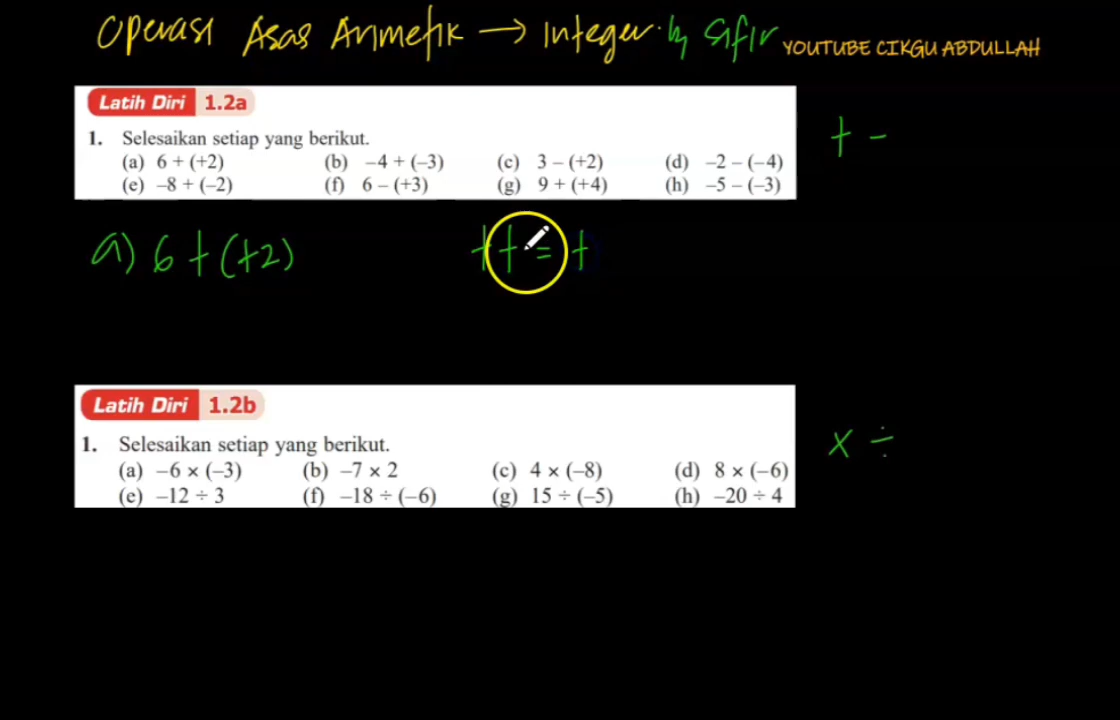 Operasi Asas Arimetik → Integer. by Sifir YOUTUBE CIKGU ABDULLAH
Latih Diri 1.2a
1. Selesaikan setiap yang berikut.
(a) 6 + (+2) (b) –4 + (–3) (c) 3 – (+2) (d) –2 – (–4)
(e) –8 + (–2) (f) 6 – (+3) (g) 9 + (+4) (h) –5 – (–3)
+ –
a) 6 + (+2) + + = +
Latih Diri 1.2b
1. Selesaikan setiap yang berikut.
(a) –6 × (–3) (b) –7 × 2 (c) 4 × (–8) (d) 8 × (–6)
(e) –12 ÷ 3 (f) –18 ÷ (–6) (g) 15 ÷ (–5) (h) –20 ÷ 4
× ÷